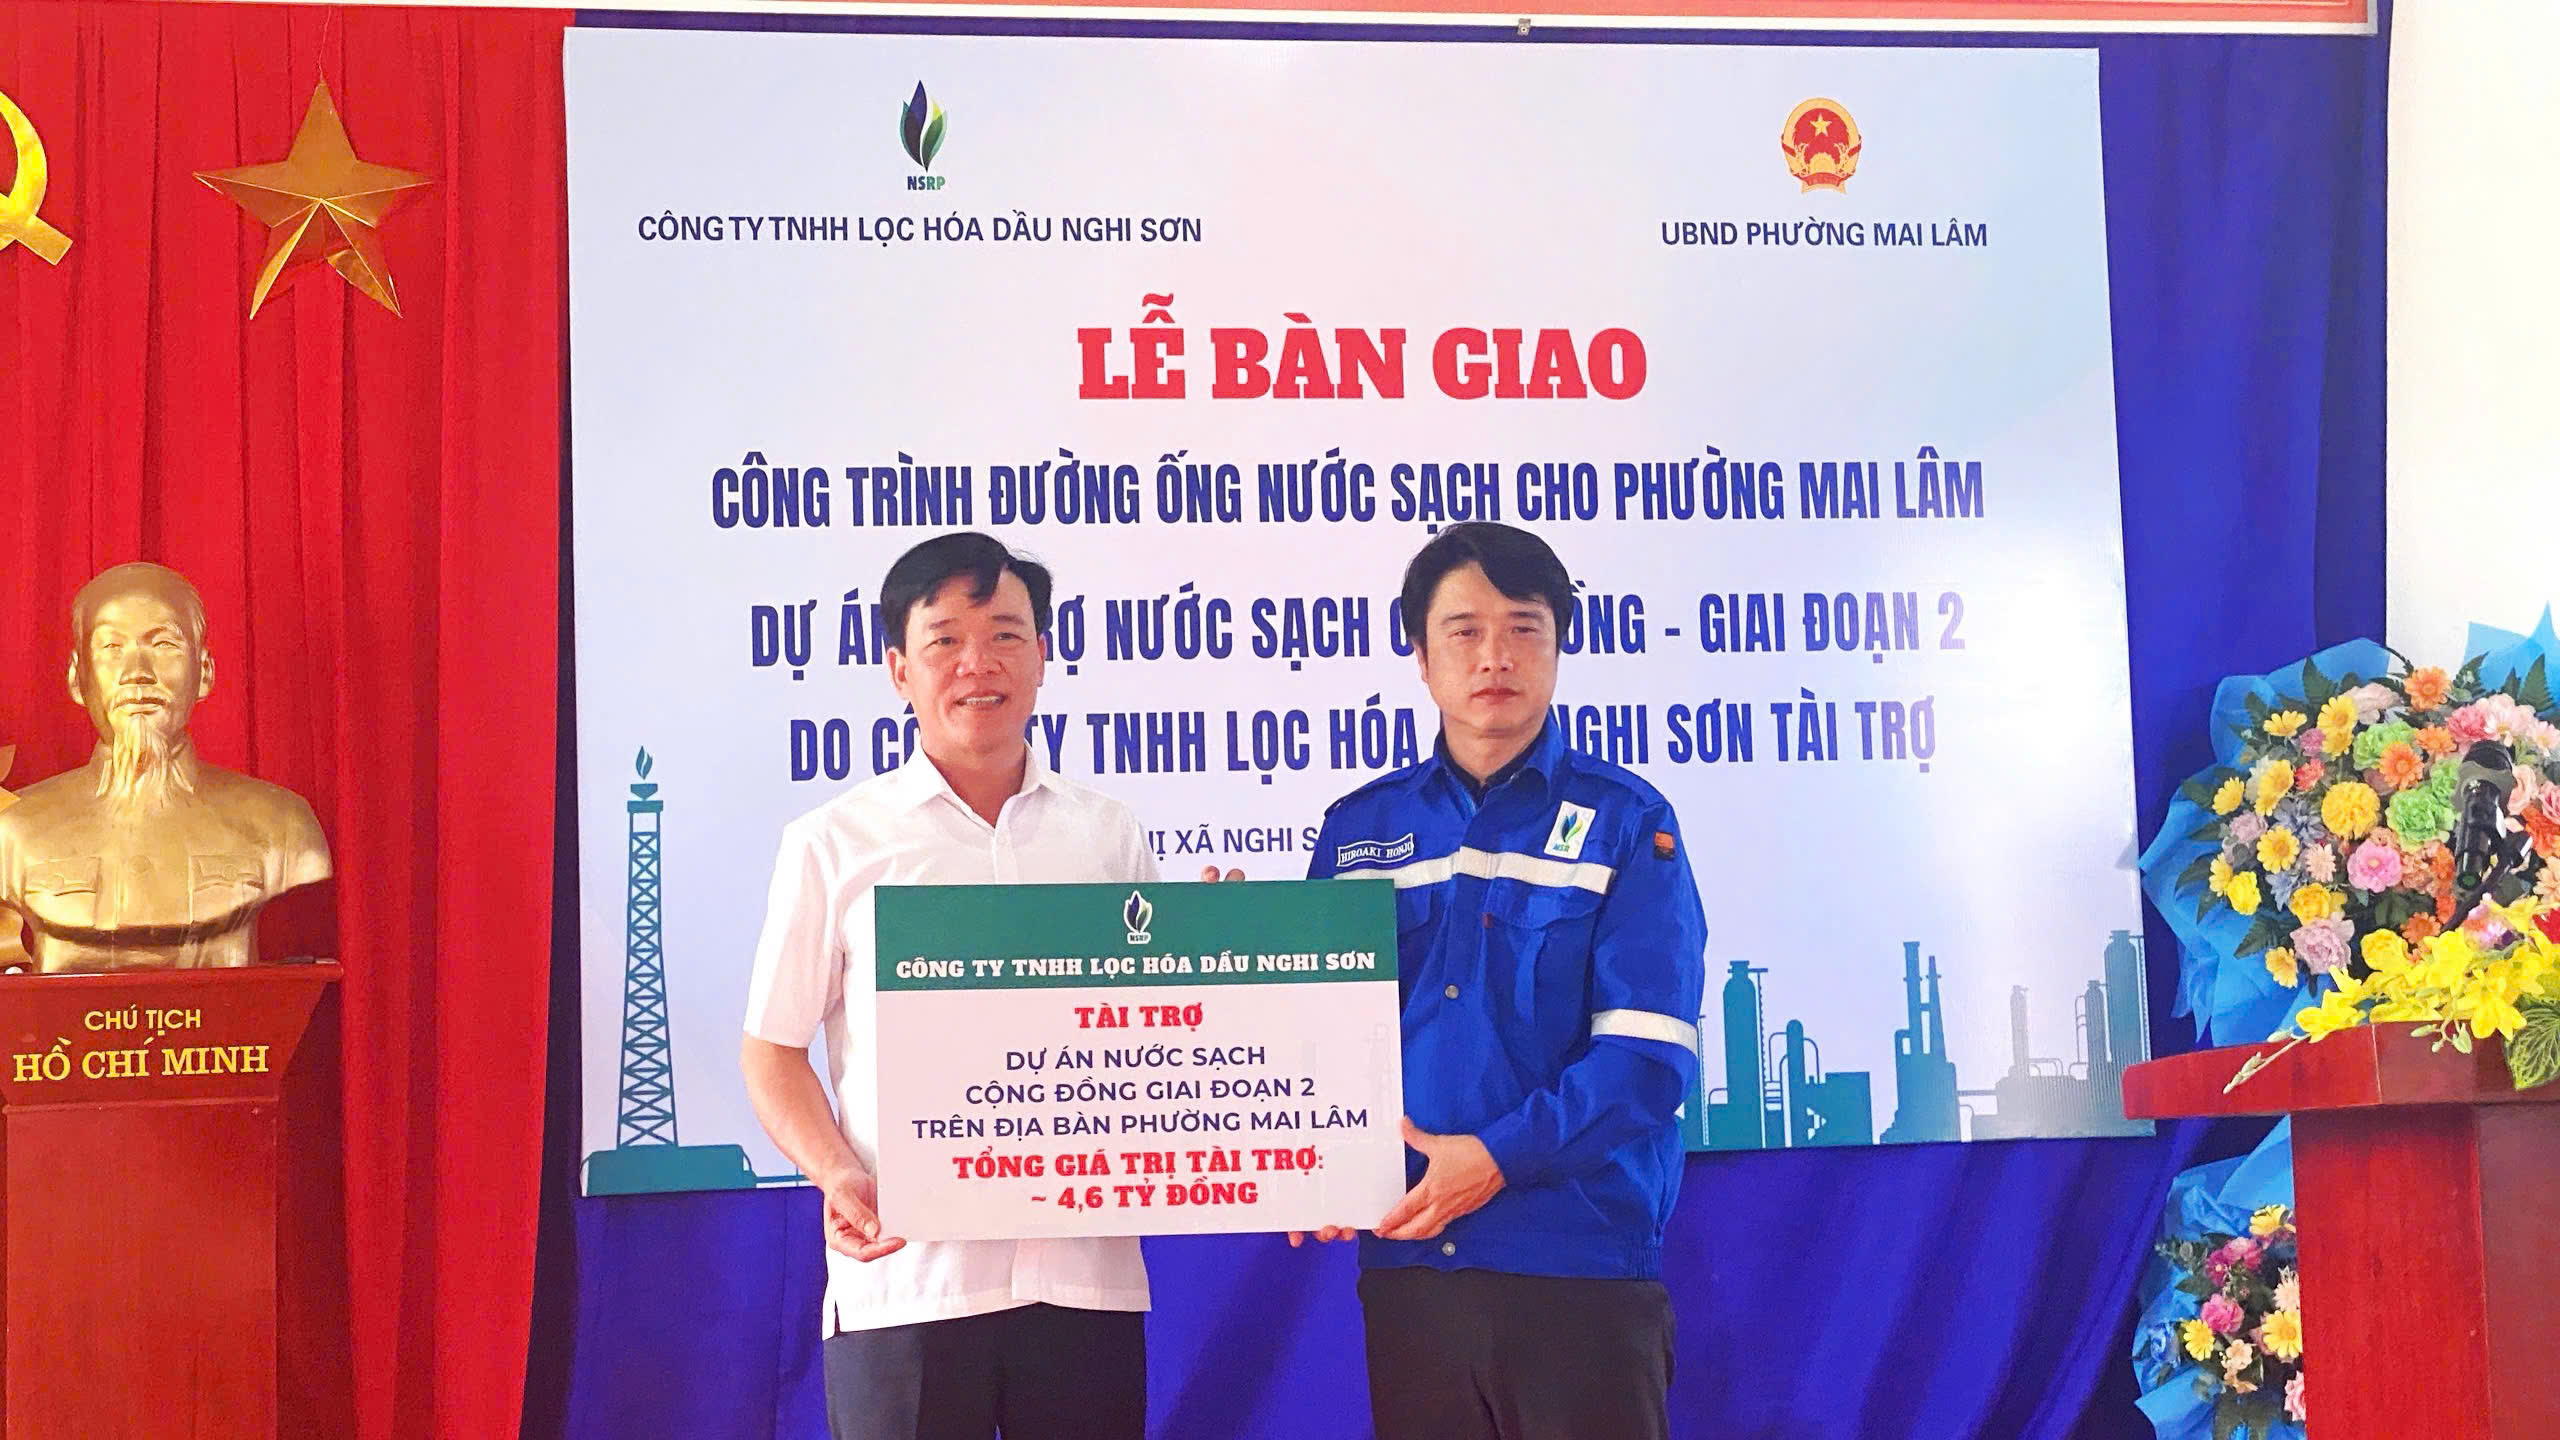 NSRP
CÔNG TY TNHH LỌC HÓA DẦU NGHI SƠN
UBND PHƯỜNG MAI LÂM
LỄ BÀN GIAO
CÔNG TRÌNH ĐƯỜNG ỐNG NƯỚC SẠCH CHO PHƯỜNG MAI LÂM
DỰ ÁN NƯỚC SẠCH - GIAI ĐOẠN 2
DO TNHH LỌC HÓA NGHI SƠN TÀI TRỢ
XÃ NGHI
HIROAKI HONJO
NSRP
NSRP
CÔNG TY TNHH LỌC HÓA DẦU NGHI SƠN
TÀI TRỢ
DỰ ÁN NƯỚC SẠCH
CỘNG ĐỒNG GIAI ĐOẠN 2
TRÊN ĐỊA BÀN PHƯỜNG MAI LÂM
TỔNG GIÁ TRỊ TÀI TRỢ:
~ 4,6 TỶ ĐỒNG
CHỦ TỊCH
HỒ CHÍ MINH